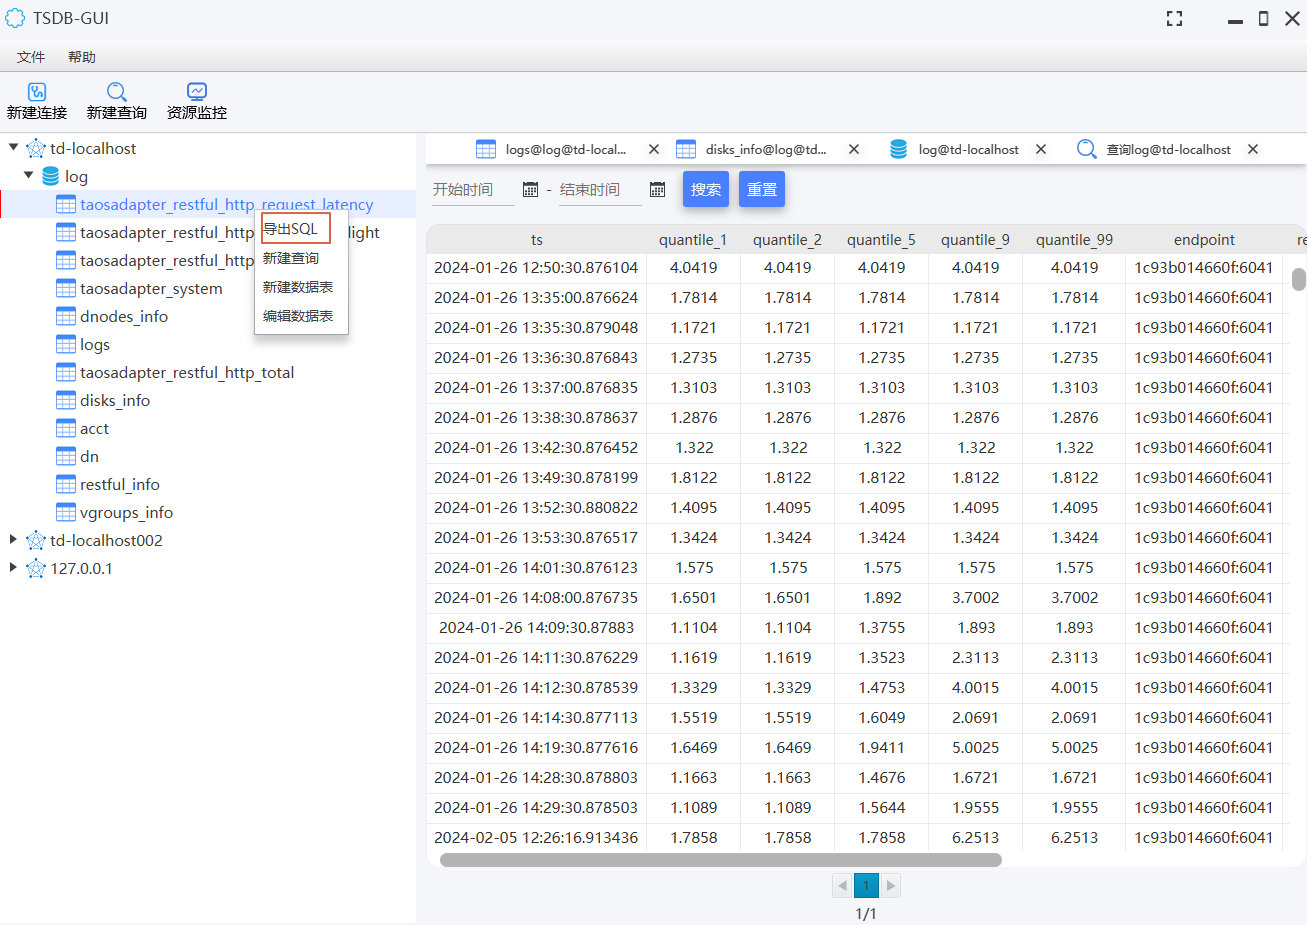 TSDB-GUI
文件 帮助
新建连接 新建查询 资源监控
td-localhost
log
taosadapter_restful_http_request_latency
taosadapter_restful_http light
taosadapter_restful_http
taosadapter_system
dnodes_info
logs
taosadapter_restful_http_total
disks_info
acct
dn
restful_info
vgroups_info
td-localhost002
127.0.0.1
导出SQL
新建查询
新建数据表
编辑数据表
logs@log@td-local... disks_info@log@td... log@td-localhost 查询log@td-localhost
开始时间 - 结束时间 搜索 重置
ts quantile_1 quantile_2 quantile_5 quantile_9 quantile_99 endpoint re
2024-01-26 12:50:30.876104 4.0419 4.0419 4.0419 4.0419 4.0419 1c93b014660f:6041
2024-01-26 13:35:00.876624 1.7814 1.7814 1.7814 1.7814 1.7814 1c93b014660f:6041
2024-01-26 13:35:30.879048 1.1721 1.1721 1.1721 1.1721 1.1721 1c93b014660f:6041
2024-01-26 13:36:30.876843 1.2735 1.2735 1.2735 1.2735 1.2735 1c93b014660f:6041
2024-01-26 13:37:00.876835 1.3103 1.3103 1.3103 1.3103 1.3103 1c93b014660f:6041
2024-01-26 13:38:30.878637 1.2876 1.2876 1.2876 1.2876 1.2876 1c93b014660f:6041
2024-01-26 13:42:30.876452 1.322 1.322 1.322 1.322 1.322 1c93b014660f:6041
2024-01-26 13:49:30.878199 1.8122 1.8122 1.8122 1.8122 1.8122 1c93b014660f:6041
2024-01-26 13:52:30.880822 1.4095 1.4095 1.4095 1.4095 1.4095 1c93b014660f:6041
2024-01-26 13:53:30.876517 1.3424 1.3424 1.3424 1.3424 1.3424 1c93b014660f:6041
2024-01-26 14:01:30.876123 1.575 1.575 1.575 1.575 1.575 1c93b014660f:6041
2024-01-26 14:08:00.876735 1.6501 1.6501 1.892 3.7002 3.7002 1c93b014660f:6041
2024-01-26 14:09:30.87883 1.1104 1.1104 1.3755 1.893 1.893 1c93b014660f:6041
2024-01-26 14:11:30.876229 1.1619 1.1619 1.3523 2.3113 2.3113 1c93b014660f:6041
2024-01-26 14:12:30.878539 1.3329 1.3329 1.4753 4.0015 4.0015 1c93b014660f:6041
2024-01-26 14:14:30.877113 1.5519 1.5519 1.6049 2.0691 2.0691 1c93b014660f:6041
2024-01-26 14:19:30.877616 1.6469 1.6469 1.9411 5.0025 5.0025 1c93b014660f:6041
2024-01-26 14:28:30.878803 1.1663 1.1663 1.4676 1.6721 1.6721 1c93b014660f:6041
2024-01-26 14:29:30.878503 1.1089 1.1089 1.5644 1.9555 1.9555 1c93b014660f:6041
2024-02-05 12:26:16.913436 1.7858 1.7858 1.7858 6.2513 6.2513 1c93b014660f:6041
1
1/1